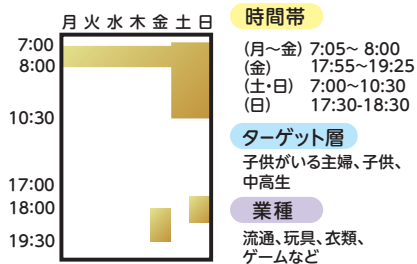 月 火 水 木 金 土 日
7:00
8:00
10:30
17:00
18:00
19:30
時間帯
(月〜金) 7:05~ 8:00
(金) 17:55~19:25
(土・日) 7:00~10:30
(日) 17:30-18:30
ターゲット層
子供がいる主婦、子供、
中高生
業種
流通、玩具、衣類、
ゲームなど